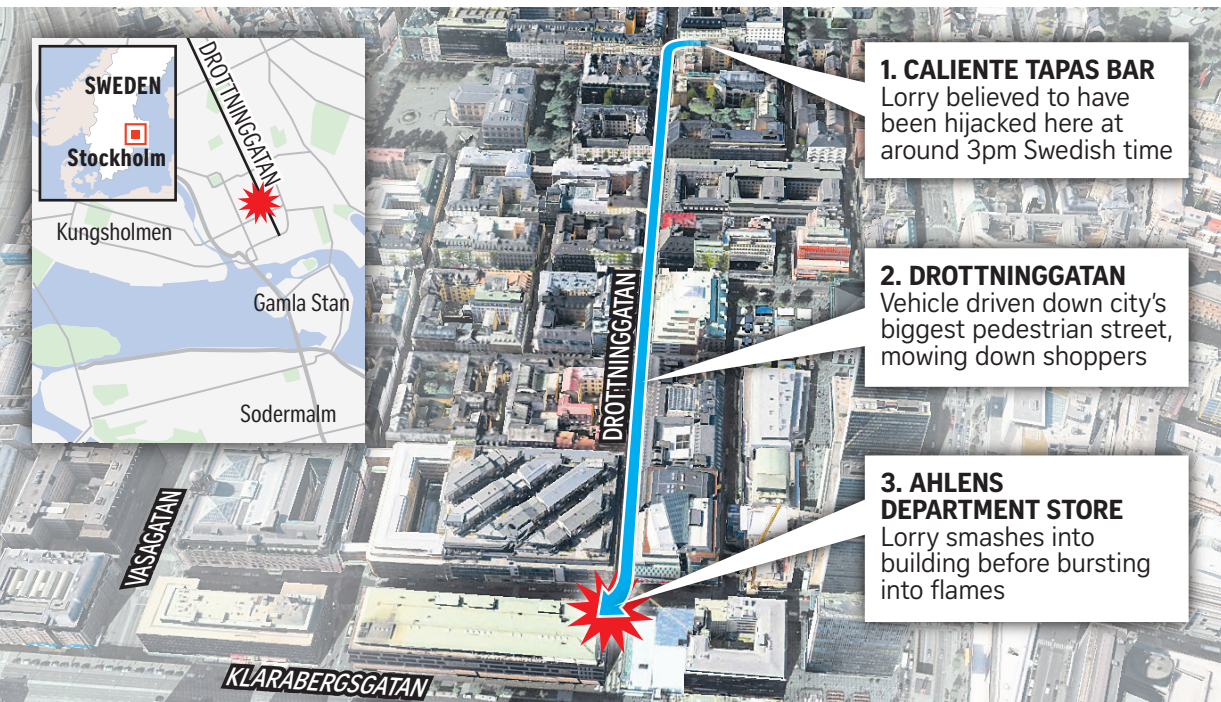 SWEDEN
Stockholm
DROTTNINGGATAN
Kungsholmen
Gamla Stan
Sodermalm
1. CALIENTE TAPAS BAR
Lorry believed to have
been hijacked here at
around 3pm Swedish time
DROTTNINGGATAN
2. DROTTNINGGATAN
Vehicle driven down city's
biggest pedestrian street,
mowing down shoppers
3. AHLENS
DEPARTMENT STORE
Lorry smashes into
building before bursting
into flames
VASAGATAN
KLARABERGSGATAN